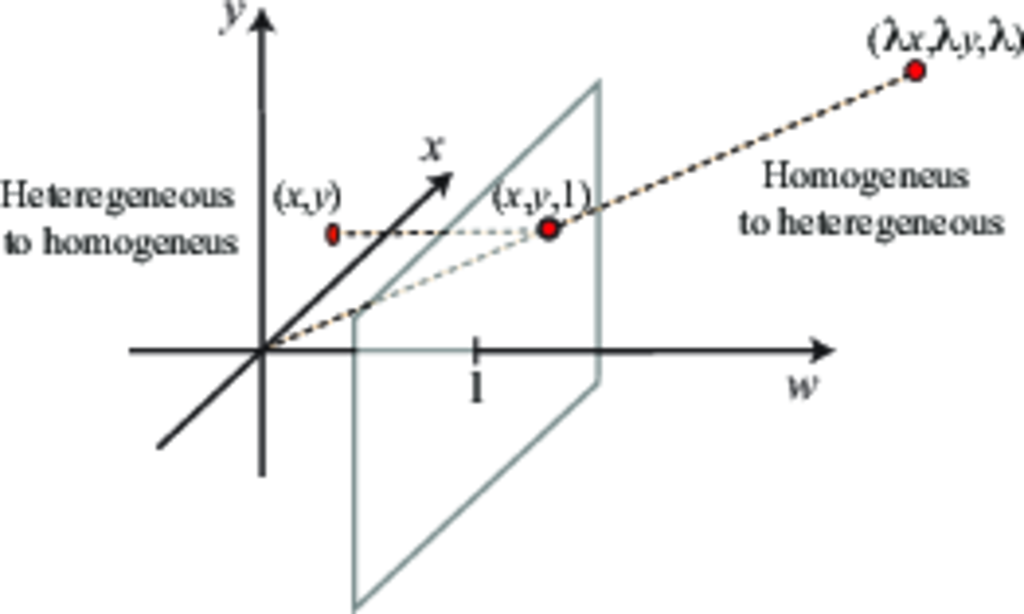 y
(λx,λy,λ)
x
Heteregeneous
to homogeneus
(x,y)
(x,y,1)
Homogeneus
to heteregeneous
1
w